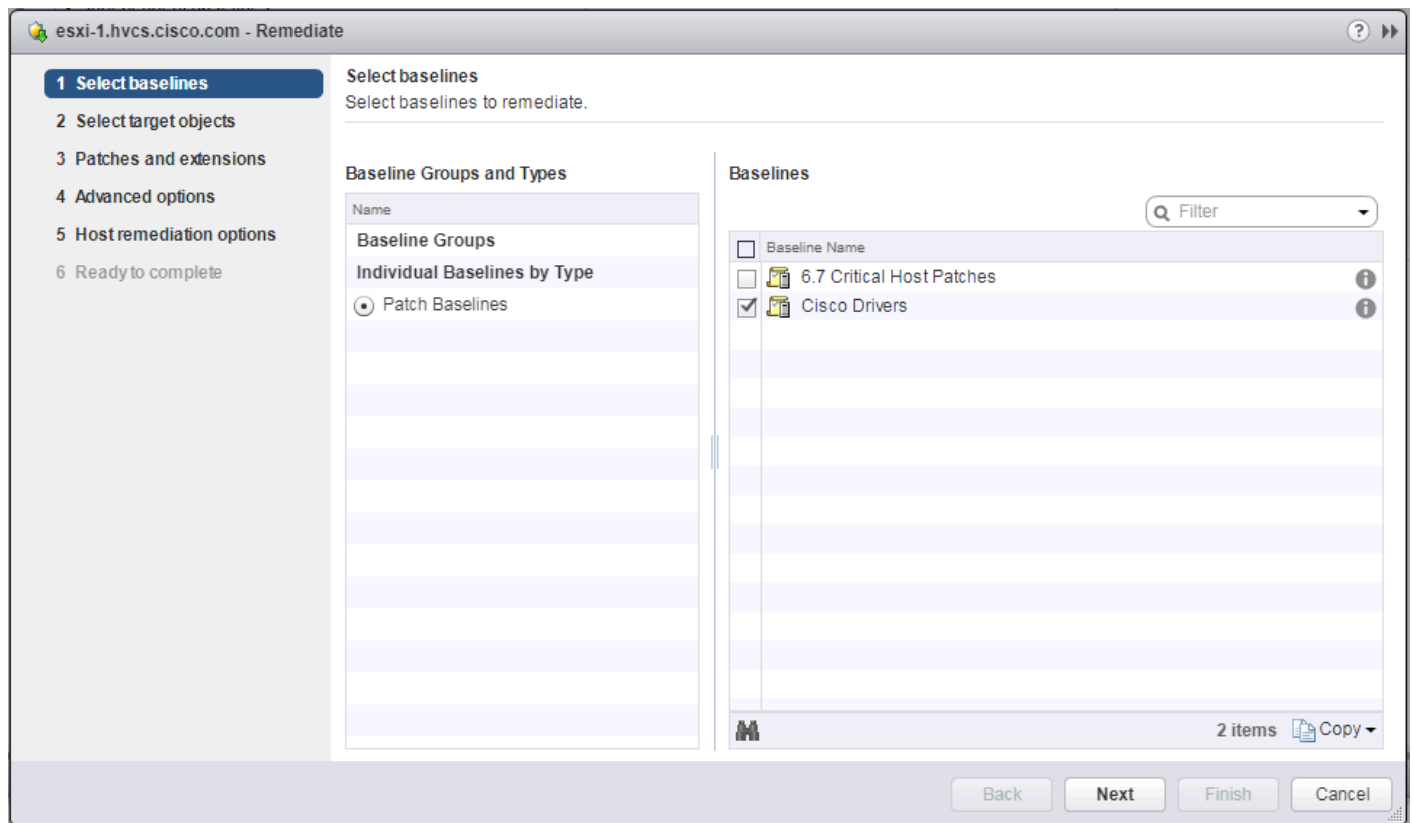 esxi-1.hvcs.cisco.com - Remediate
1 Select baselines
2 Select target objects
3 Patches and extensions
4 Advanced options
5 Host remediation options
6 Ready to complete
Select baselines
Select baselines to remediate.
Baseline Groups and Types
Name
Baseline Groups
Individual Baselines by Type
Patch Baselines
Baselines
Filter
Baseline Name
6.7 Critical Host Patches
Cisco Drivers
2 items Copy
Back Next Finish Cancel